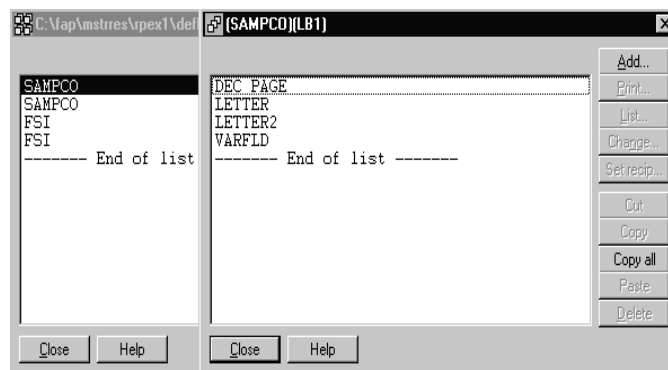 C:\fap\mstrres\rpex1\def
SAMPCO
SAMPCO
FSI
FSI
------- End of list
Close Help
(SAMPCO)(LB1)
DEC PAGE
LETTER
LETTER2
VARFLD
------- End of list -------
Close Help
Add...
Print...
List...
Change...
Set recip...
Cut
Copy
Copy all
Paste
Delete